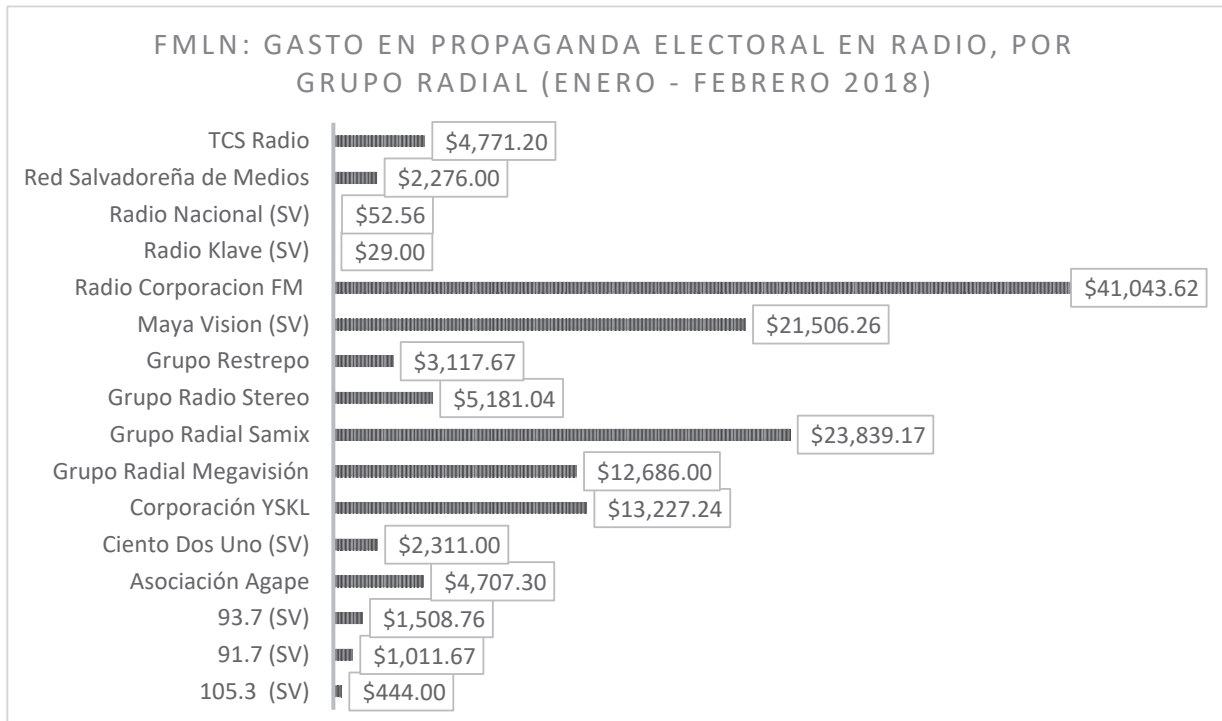 FMLN: GASTO EN PROPAGANDA ELECTORAL EN RADIO, POR
GRUPO RADIAL (ENERO - FEBRERO 2018)
TCS Radio $4,771.20
Red Salvadoreña de Medios $2,276.00
Radio Nacional (SV) $52.56
Radio Klave (SV) $29.00
Radio Corporacion FM $41,043.62
Maya Vision (SV) $21,506.26
Grupo Restrepo $3,117.67
Grupo Radio Stereo $5,181.04
Grupo Radial Samix $23,839.17
Grupo Radial Megavisión $12,686.00
Corporación YSKL $13,227.24
Ciento Dos Uno (SV) $2,311.00
Asociación Agape $4,707.30
93.7 (SV) $1,508.76
91.7 (SV) $1,011.67
105.3 (SV) $444.00